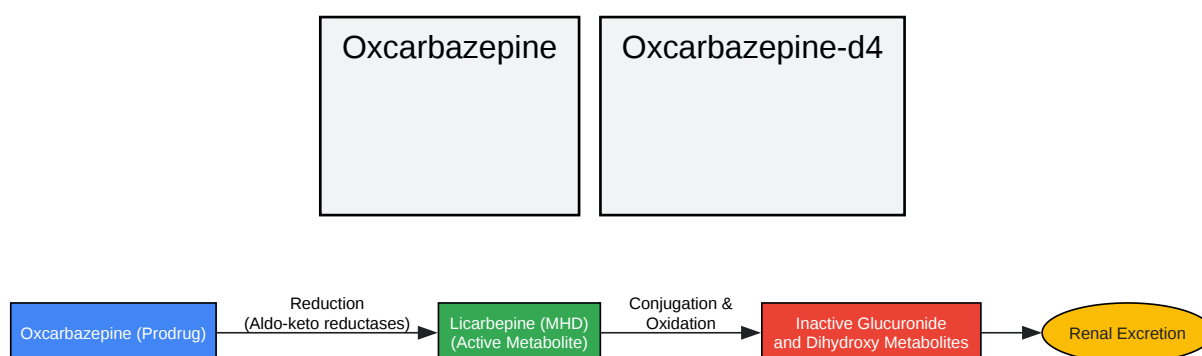 Oxcarbazepine
Oxcarbazepine-d4
Oxcarbazepine (Prodrug)
Reduction
(Aldo-keto reductases)
Licarbepine (MHD)
(Active Metabolite)
Conjugation &
Oxidation
Inactive Glucuronide
and Dihydroxy Metabolites
Renal Excretion